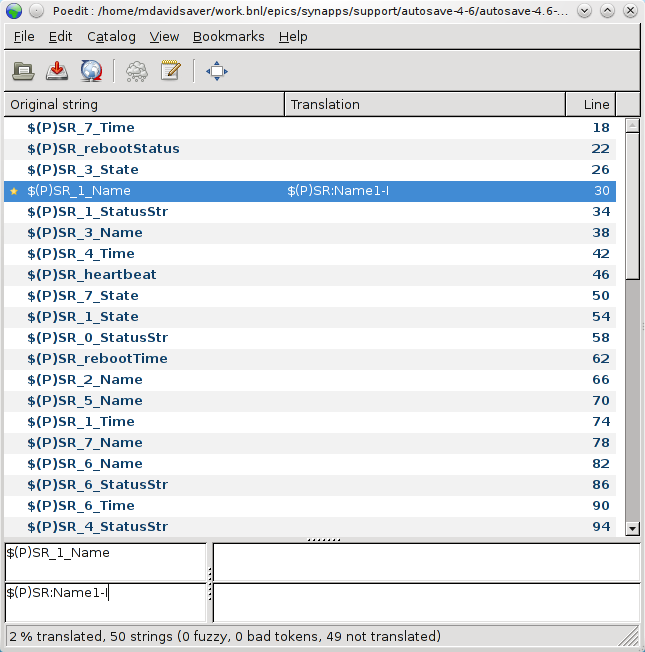 Poedit : /home/mdavidsaver/work.bnl/epics/synapps/support/autosave-4-6/autosave-4.6-...
File Edit Catalog View Bookmarks Help
Original string Translation Line
$(P)SR_7_Time 18
$(P)SR_rebootStatus 22
$(P)SR_3_State 26
$(P)SR_1_Name $(P)SR:Name1-I 30
$(P)SR_1_StatusStr 34
$(P)SR_3_Name 38
$(P)SR_4_Time 42
$(P)SR_heartbeat 46
$(P)SR_7_State 50
$(P)SR_1_State 54
$(P)SR_0_StatusStr 58
$(P)SR_rebootTime 62
$(P)SR_2_Name 66
$(P)SR_5_Name 70
$(P)SR_1_Time 74
$(P)SR_7_Name 78
$(P)SR_6_Name 82
$(P)SR_6_StatusStr 86
$(P)SR_6_Time 90
$(P)SR_4_StatusStr 94
$(P)SR_1_Name
$(P)SR:Name1-I
2 % translated, 50 strings (0 fuzzy, 0 bad tokens, 49 not translated)